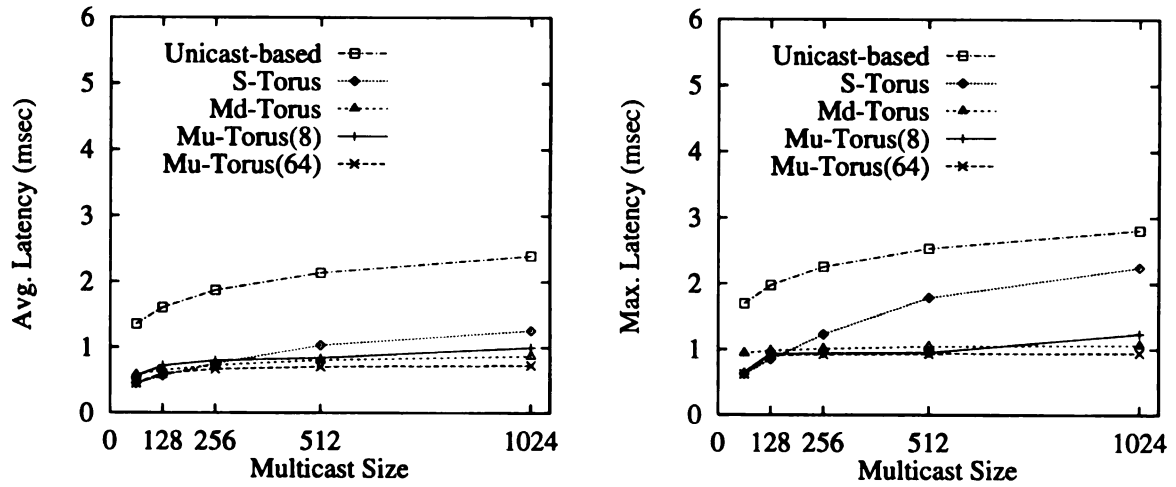 Avg. Latency (msec)
6
5
4
3
2
1
0
Unicast-based
S-Torus
Md-Torus
Mu-Torus(8)
Mu-Torus(64)
0 128 256 512 1024
Multicast Size
Max. Latency (msec)
6
5
4
3
2
1
0
Unicast-based
S-Torus
Md-Torus
Mu-Torus(8)
Mu-Torus(64)
0 128 256 512 1024
Multicast Size